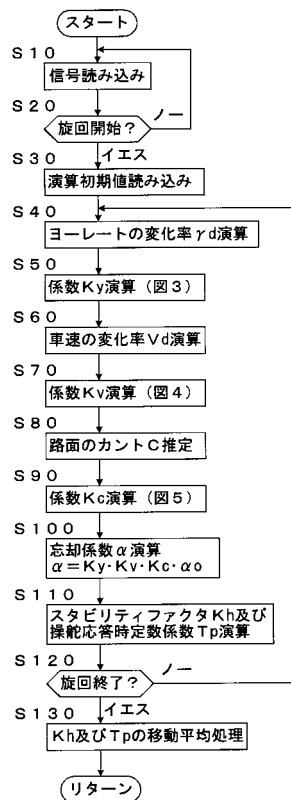 スタート
S10
信号読み込み
S20
旋回開始？
ノー
イエス
S30
演算初期値読み込み
S40
ヨーレートの変化率γd演算
S50
係数Ky演算（図3）
S60
車速の変化率Vd演算
S70
係数Kv演算（図4）
S80
路面のカントC推定
S90
係数Kc演算（図5）
S100
忘却係数α演算
α＝Ky・Kv・Kc・αo
S110
スタビリティファクタKh及び
操舵応答時定数係数Tp演算
S120
旋回終了？
ノー
イエス
S130
Kh及びTpの移動平均処理
リターン